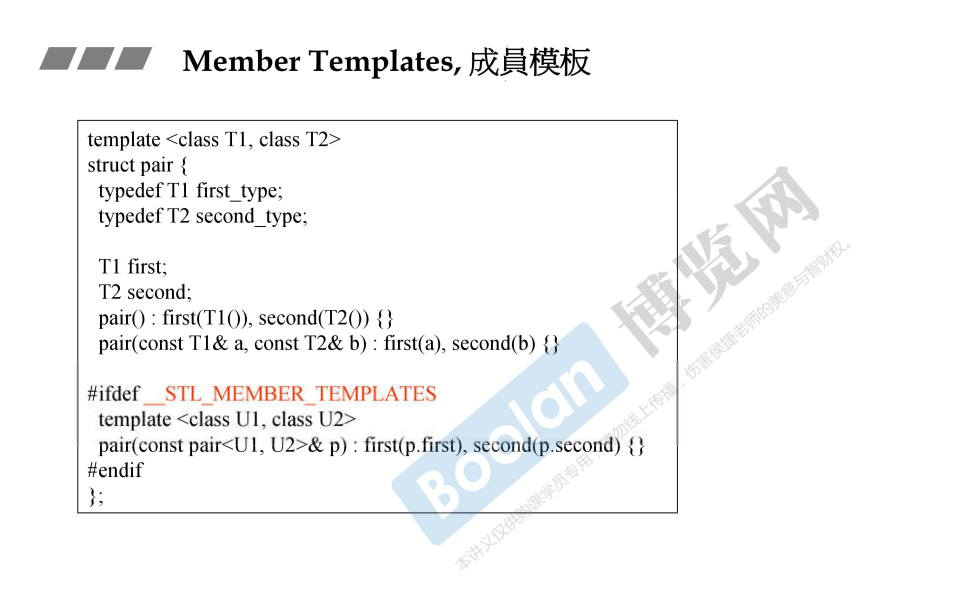 Member Templates, 成員模板
template <class T1, class T2>
struct pair {
typedef T1 first_type;
typedef T2 second_type;
T1 first;
T2 second;
pair() : first(T1()), second(T2()) {}
pair(const T1& a, const T2& b) : first(a), second(b) {}
#ifdef __STL_MEMBER_TEMPLATES
template <class U1, class U2>
pair(const pair<U1, U2>& p) : first(p.first), second(p.second) {}
#endif
};
Boolan 博览网
本讲义仅供购课学员专用,请勿线上传播,伤害侯捷老师的美意与智财权。